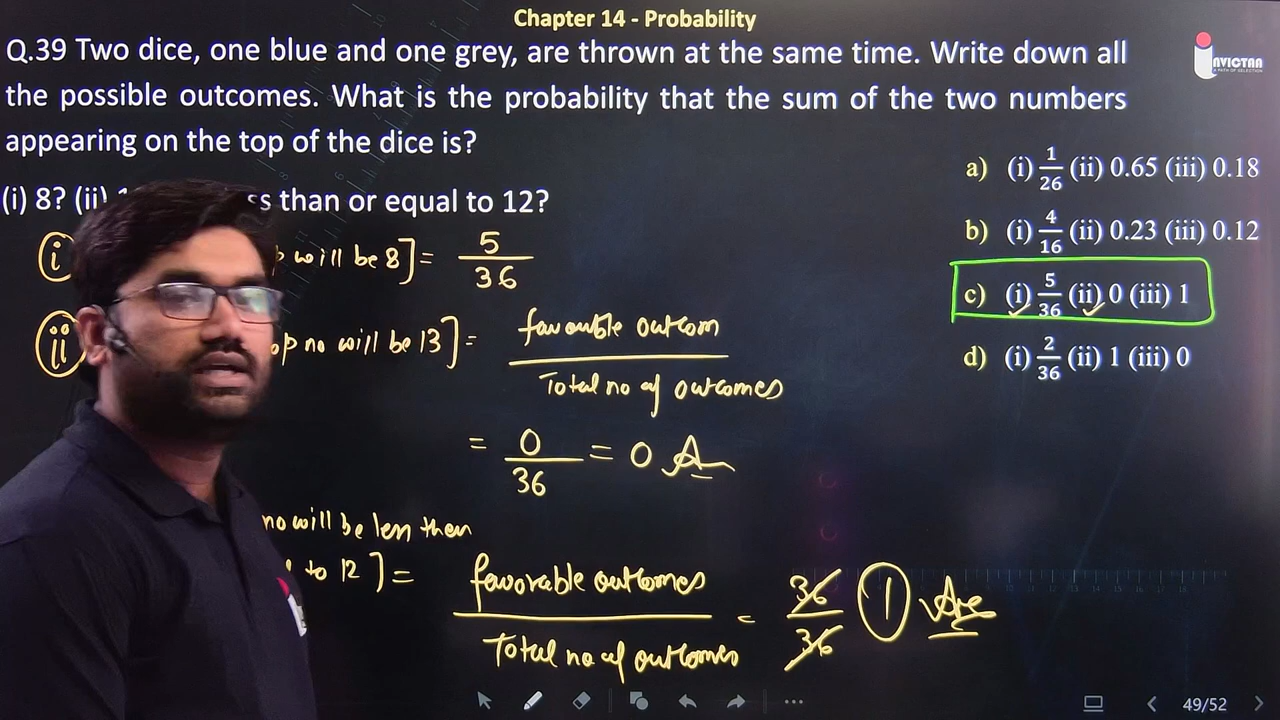 Chapter 14 - Probability
Q.39 Two dice, one blue and one grey, are thrown at the same time. Write down all
the possible outcomes. What is the probability that the sum of the two numbers
appearing on the top of the dice is?
(i) 8? (ii) than or equal to 12?
INVICTAA
A PATH OF SELECTION
a) (i) 1/26 (ii) 0.65 (iii) 0.18
b) (i) 4/16 (ii) 0.23 (iii) 0.12
c) (i) 5/36 (ii) 0 (iii) 1
d) (i) 2/36 (ii) 1 (iii) 0
(i) will be 8] = 5/36
(ii) no will be 13] = favouble outcom / Total no of outcomes
= 0/36 = 0 A
no will be less then
to 12] = favorable outcomes / Total no of outcomes = 36/36 1 Ans
49/52